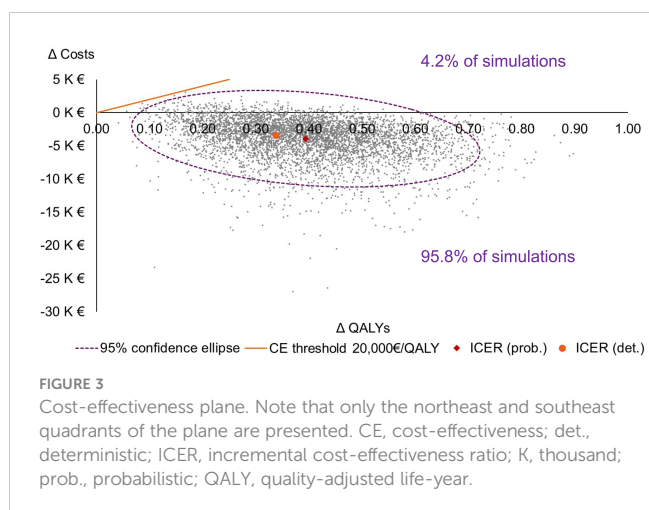 Δ Costs
4.2% of simulations
5 K €
0 K €
0.00 0.10 0.20 0.30 0.40 0.50 0.60 0.70 0.80 0.90 1.00
-5 K €
-10 K €
-15 K €
-20 K €
95.8% of simulations
-25 K €
-30 K €
Δ QALYs
95% confidence ellipse CE threshold 20,000€/QALY ICER (prob.) ICER (det.)
FIGURE 3
Cost-effectiveness plane. Note that only the northeast and southeast
quadrants of the plane are presented. CE, cost-effectiveness; det.,
deterministic; ICER, incremental cost-effectiveness ratio; K, thousand;
prob., probabilistic; QALY, quality-adjusted life-year.